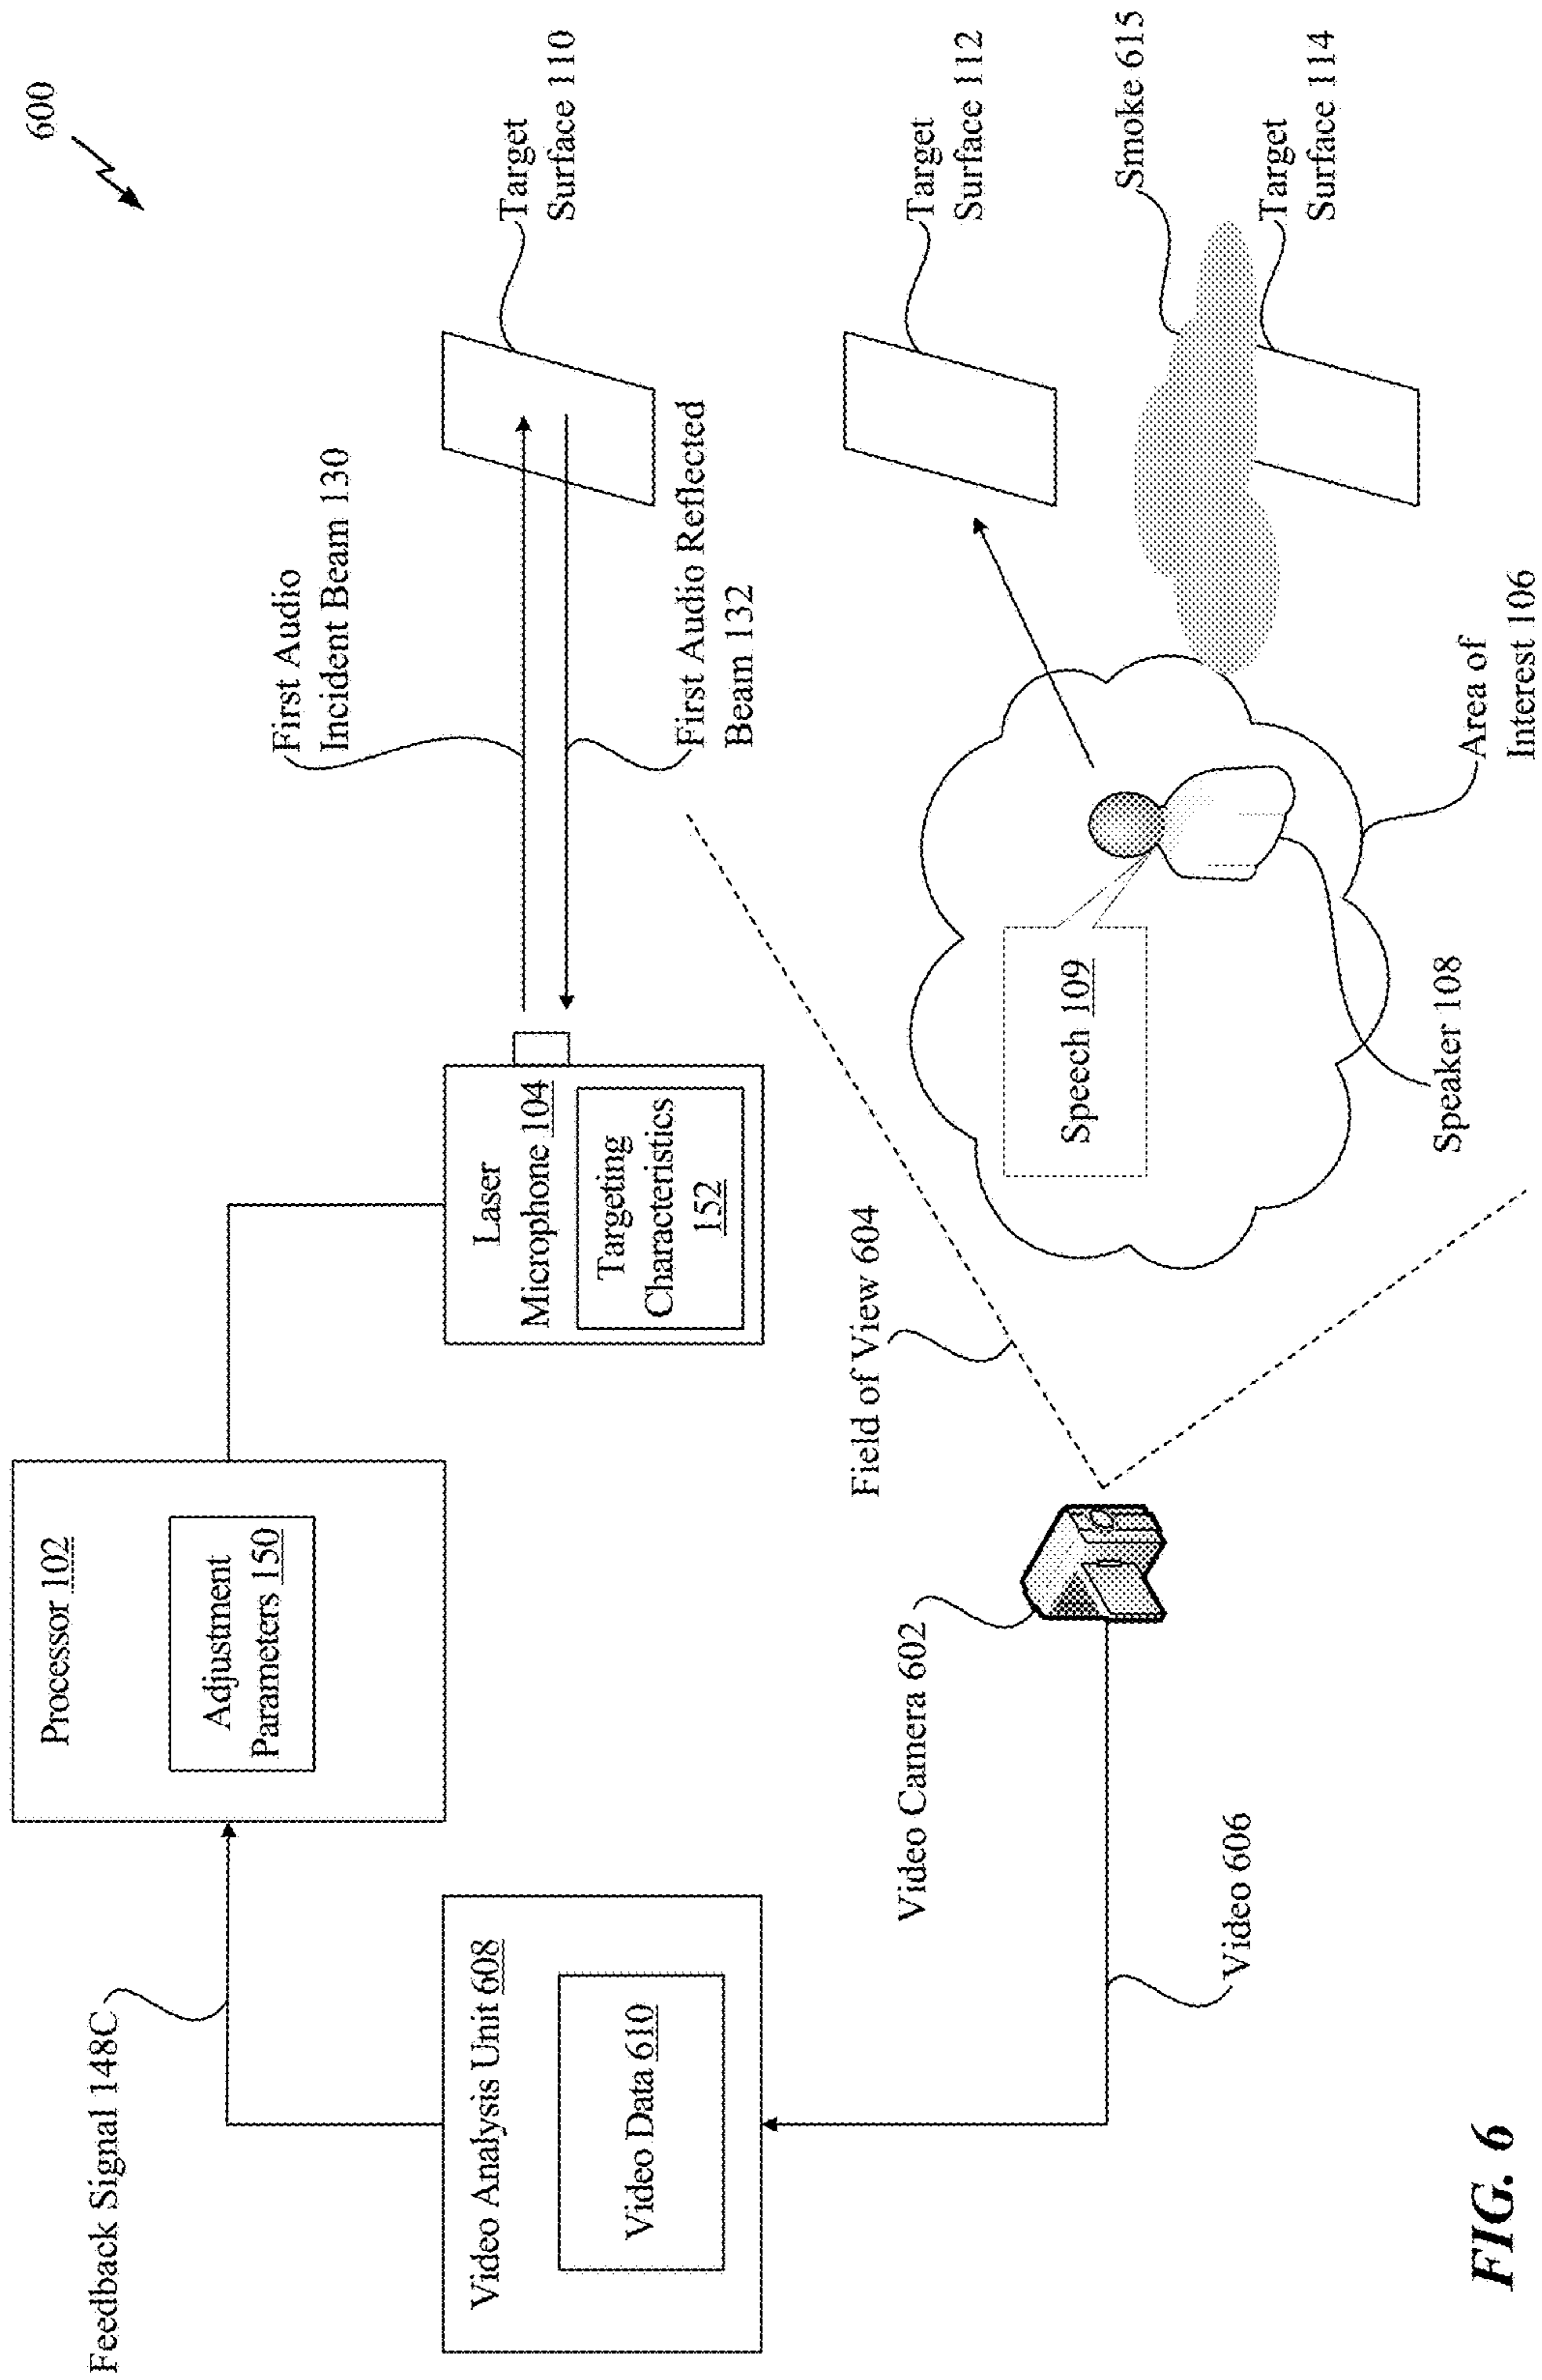 600
Feedback Signal 148C
Processor 102
Adjustment
Parameters 150
First Audio
Incident Beam 130
Target
Surface 110
Video Analysis Unit 608
Video Data 610
Laser
Microphone 104
Targeting
Characteristics
152
First Audio Reflected
Beam 132
Field of View 604
Video Camera 602
Target
Surface 112
Speech 109
Smoke 615
Video 606
Target
Surface 114
Speaker 108
Area of
Interest 106
FIG. 6